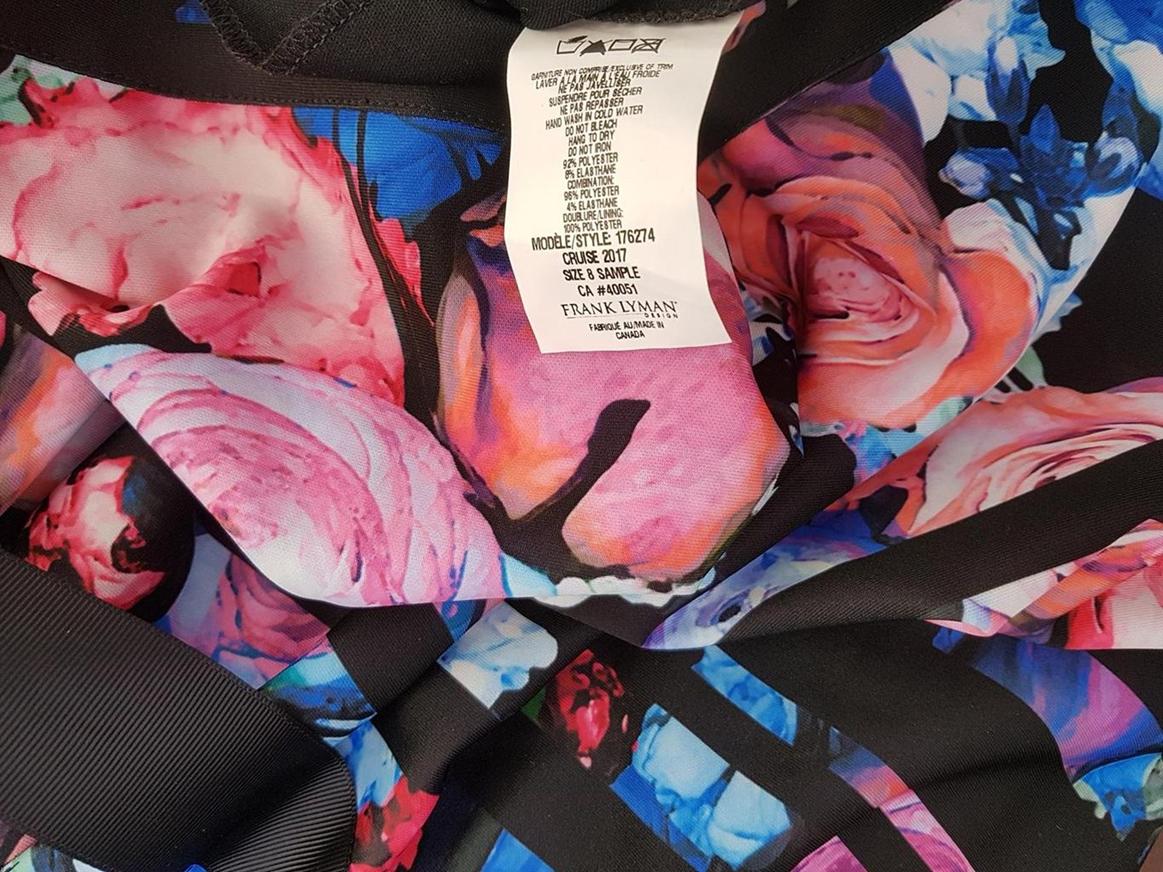 GARNITURE NON COMPRISE/EXCLUSIVE OF TRIM
LAVER A LA MAIN A L'EAU FROIDE
NE PAS JAVELLISER
SUSPENDRE POUR SÉCHER
NE PAS REPASSER
HAND WASH IN COLD WATER
DO NOT BLEACH
HANG TO DRY
DO NOT IRON
92% POLYESTER
8% ELASTHANE
COMBINATION:
96% POLYESTER
4% ELASTHANE
DOUBLURE/LINING:
100% POLYESTER
MODÈLE/STYLE: 176274
CRUISE 2017
SIZE 8 SAMPLE
CA #40051
FRANK LYMAN
DESIGN
FABRIQUE AU/MADE IN
CANADA